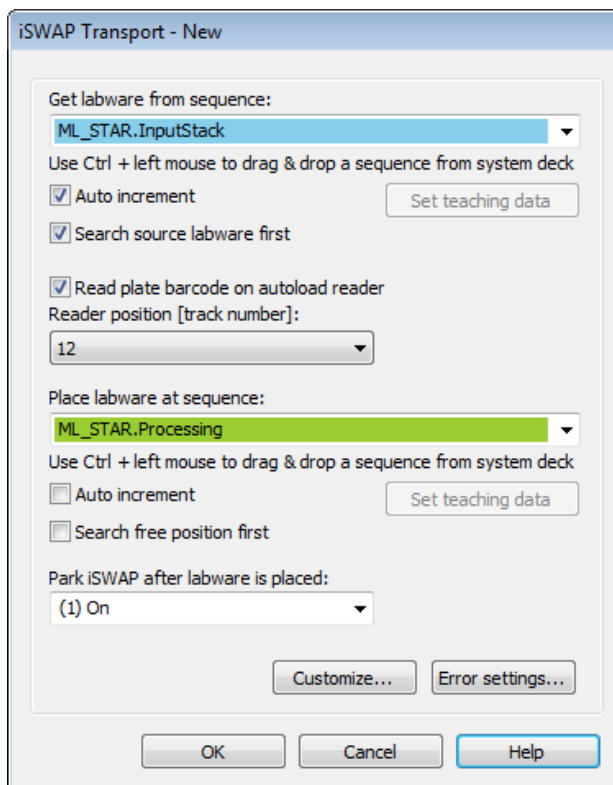 iSWAP Transport - New
Get labware from sequence:
ML_STAR.InputStack
Use Ctrl + left mouse to drag & drop a sequence from system deck
Auto increment
Set teaching data
Search source labware first
Read plate barcode on autoload reader
Reader position [track number]:
12
Place labware at sequence:
ML_STAR.Processing
Use Ctrl + left mouse to drag & drop a sequence from system deck
Auto increment
Set teaching data
Search free position first
Park iSWAP after labware is placed:
(1) On
Customize... Error settings...
OK Cancel Help